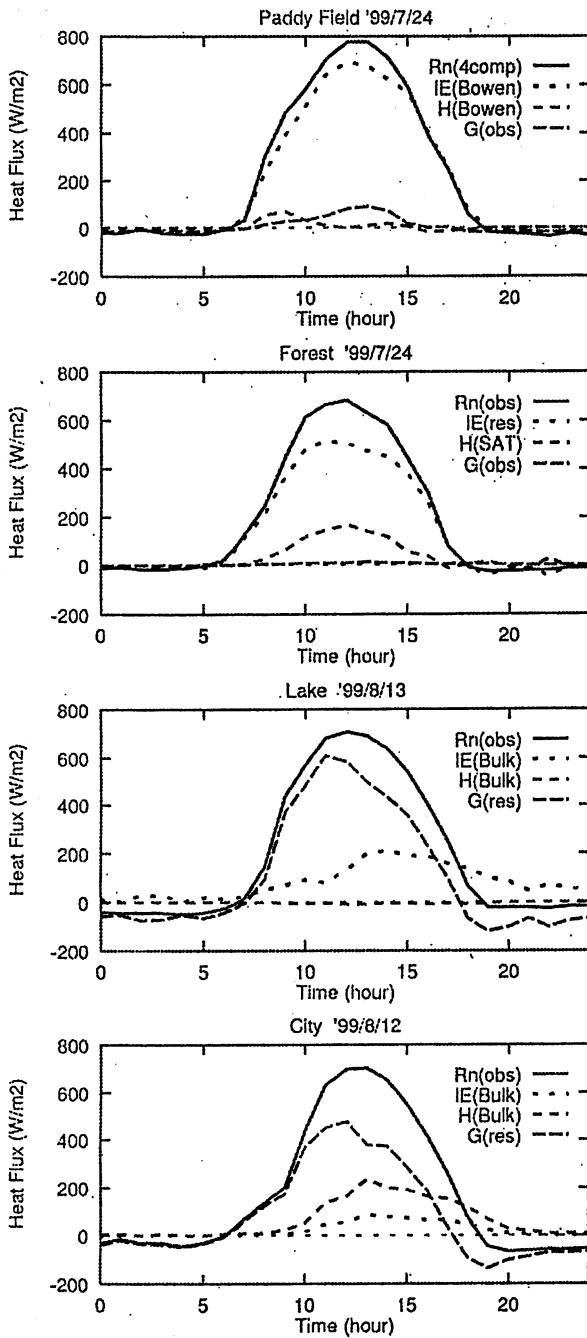 Paddy Field '99/7/24
800
600
400
200
0
-200
Heat Flux (W/m2)
Rn(4comp)
lE(Bowen)
H(Bowen)
G(obs)
0 5 10 15 20
Time (hour)
Forest '99/7/24
800
600
400
200
0
-200
Heat Flux (W/m2)
Rn(obs)
lE(res)
H(SAT)
G(obs)
0 5 10 15 20
Time (hour)
Lake '99/8/13
800
600
400
200
0
-200
Heat Flux (W/m2)
Rn(obs)
lE(Bulk)
H(Bulk)
G(res)
0 5 10 15 20
Time (hour)
City '99/8/12
800
600
400
200
0
-200
Heat Flux (W/m2)
Rn(obs)
lE(Bulk)
H(Bulk)
G(res)
0 5 10 15 20
Time (hour)